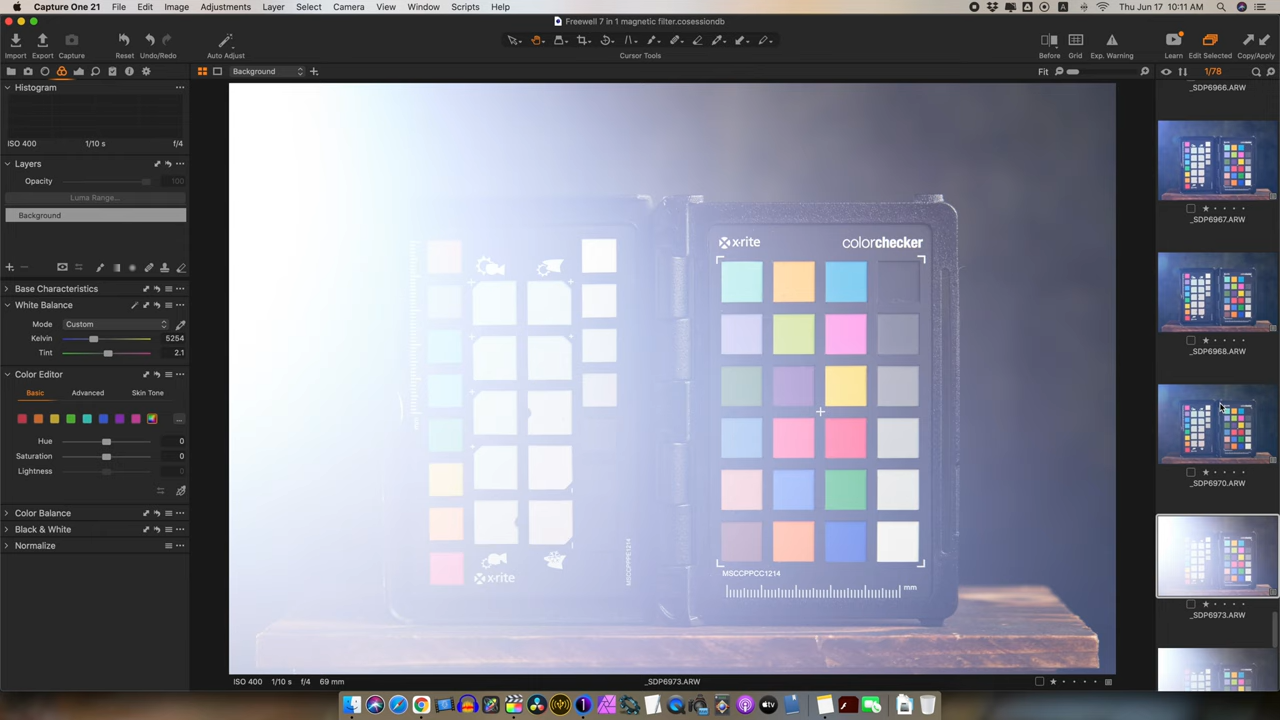 Capture One 21 File Edit Image Adjustments Layer Select Camera View Window Scripts Help
Thu Jun 17 10:11 AM
Freewell 7 in 1 magnetic filter.cosessiondb
Import Export Capture Reset Undo/Redo Auto Adjust Cursor Tools Before Grid Exp. Warning Learn Edit Selected Copy/Apply
Background
Fit
1/78
Histogram
ISO 400 1/10 s f/4
Layers
Opacity 100
Luma Range...
Background
Base Characteristics
White Balance
Mode Custom
Kelvin 5254
Tint 2.1
Color Editor
Basic Advanced Skin Tone
Hue 0
Saturation 0
Lightness 0
Color Balance
Black & White
Normalize
x-rite colorchecker
MSCCPPCC1214
mm
x-rite
MSCCPPPE1214
ISO 400 1/10 s f/4 69 mm
_SDP6973.ARW
_SDP6966.ARW
_SDP6967.ARW
_SDP6968.ARW
_SDP6970.ARW
_SDP6973.ARW